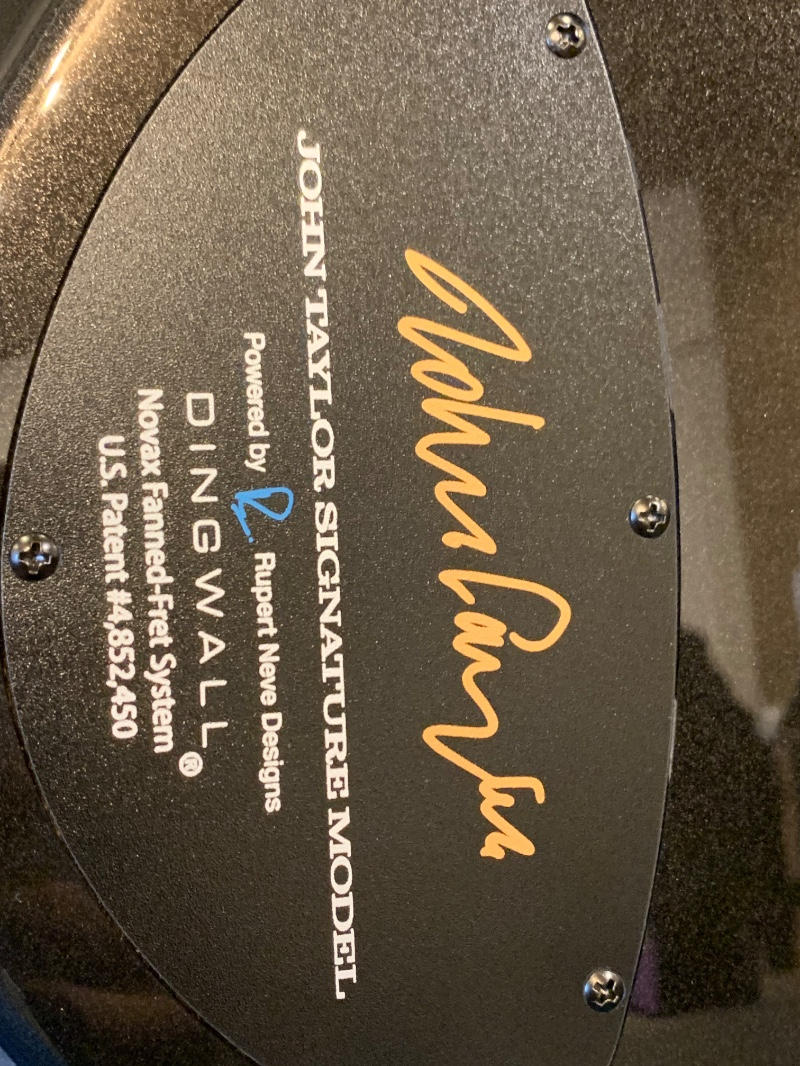 John Taylor
JOHN TAYLOR SIGNATURE MODEL
Powered by R. Rupert Neve Designs
DINGWALL®
Novax Fanned-Fret System
U.S. Patent #4,852,450